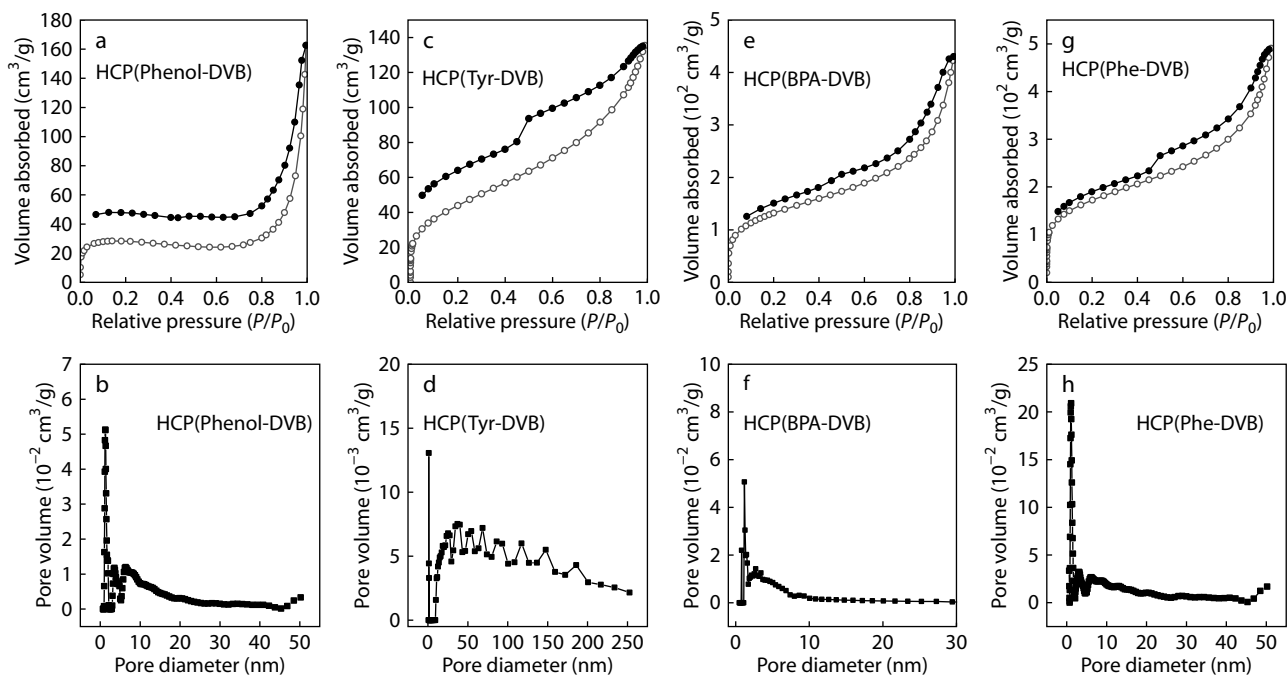 a
HCP(Phenol-DVB)
Volume absorbed (cm³/g)
180
160
140
120
100
80
60
40
20
0
0 0.2 0.4 0.6 0.8 1.0
Relative pressure (P/P₀)
c
HCP(Tyr-DVB)
Volume absorbed (cm³/g)
140
120
100
80
60
40
20
0
0.0 0.2 0.4 0.6 0.8 1.0
Relative pressure (P/P₀)
e
HCP(BPA-DVB)
Volume absorbed (10² cm³/g)
5
4
3
2
1
0
0.0 0.2 0.4 0.6 0.8 1.0
Relative pressure (P/P₀)
g
HCP(Phe-DVB)
Volume absorbed (10² cm³/g)
5
4
3
2
1
0
0.0 0.2 0.4 0.6 0.8 1.0
Relative pressure (P/P₀)
b
HCP(Phenol-DVB)
Pore volume (10⁻² cm³/g)
7
6
5
4
3
2
1
0
0 10 20 30 40 50
Pore diameter (nm)
d
HCP(Tyr-DVB)
Pore volume (10⁻³ cm³/g)
20
15
10
5
0
0 50 100 150 200 250
Pore diameter (nm)
f
HCP(BPA-DVB)
Pore volume (10⁻² cm³/g)
10
8
6
4
2
0
0 10 20 30
Pore diameter (nm)
h
HCP(Phe-DVB)
Pore volume (10⁻² cm³/g)
25
20
15
10
5
0
0 10 20 30 40 50
Pore diameter (nm)